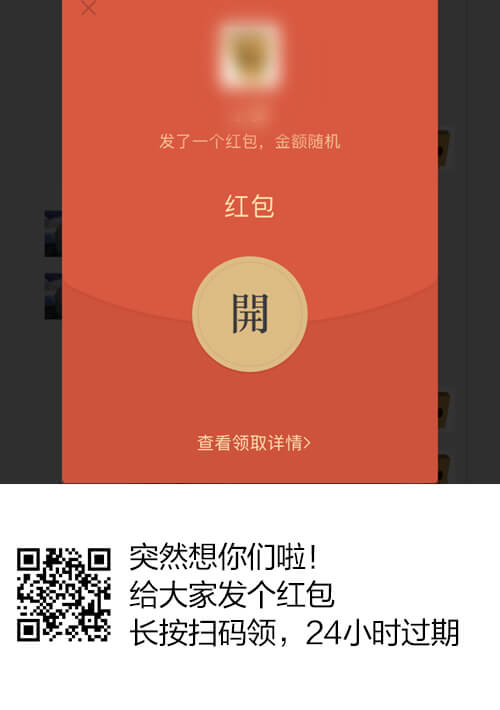 发了一个红包，金额随机
红包
開
查看领取详情>
突然想你们啦！
给大家发个红包
长按扫码领，24小时过期